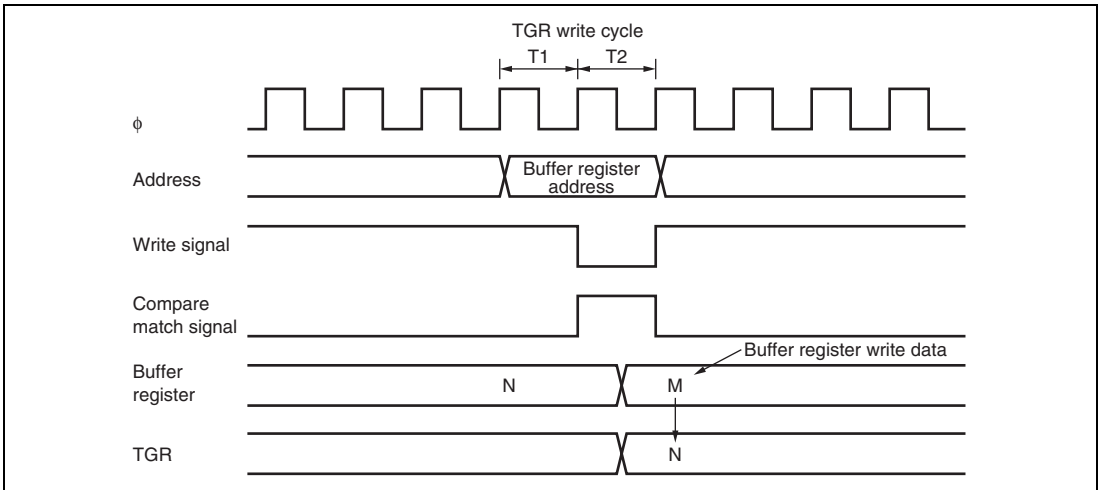 TGR write cycle
T1 T2
ϕ
Address
Buffer register
address
Write signal
Compare
match signal
Buffer register write data
Buffer
register
N M
TGR
N